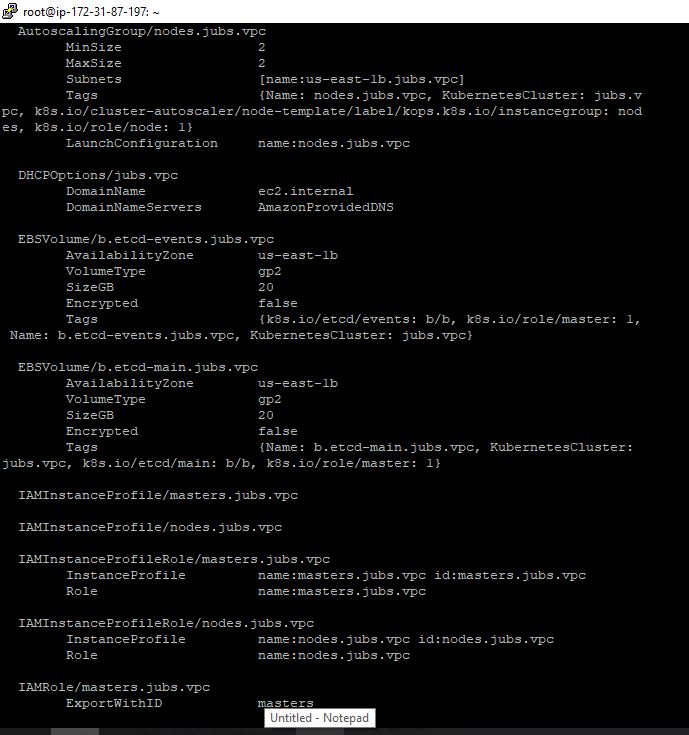 root@ip-172-31-87-197: ~
AutoscalingGroup/nodes.jubs.vpc
MinSize 2
MaxSize 2
Subnets [name:us-east-1b.jubs.vpc]
Tags {Name: nodes.jubs.vpc, KubernetesCluster: jubs.v
pc, k8s.io/cluster-autoscaler/node-template/label/kops.k8s.io/instancegroup: nod
es, k8s.io/role/node: 1}
LaunchConfiguration name:nodes.jubs.vpc
DHCPOptions/jubs.vpc
DomainName ec2.internal
DomainNameServers AmazonProvidedDNS
EBSVolume/b.etcd-events.jubs.vpc
AvailabilityZone us-east-1b
VolumeType gp2
SizeGB 20
Encrypted false
Tags {k8s.io/etcd/events: b/b, k8s.io/role/master: 1,
Name: b.etcd-events.jubs.vpc, KubernetesCluster: jubs.vpc}
EBSVolume/b.etcd-main.jubs.vpc
AvailabilityZone us-east-1b
VolumeType gp2
SizeGB 20
Encrypted false
Tags {Name: b.etcd-main.jubs.vpc, KubernetesCluster:
jubs.vpc, k8s.io/etcd/main: b/b, k8s.io/role/master: 1}
IAMInstanceProfile/masters.jubs.vpc
IAMInstanceProfile/nodes.jubs.vpc
IAMInstanceProfileRole/masters.jubs.vpc
InstanceProfile name:masters.jubs.vpc id:masters.jubs.vpc
Role name:masters.jubs.vpc
IAMInstanceProfileRole/nodes.jubs.vpc
InstanceProfile name:nodes.jubs.vpc id:nodes.jubs.vpc
Role name:nodes.jubs.vpc
IAMRole/masters.jubs.vpc
ExportWithID masters
Untitled - Notepad